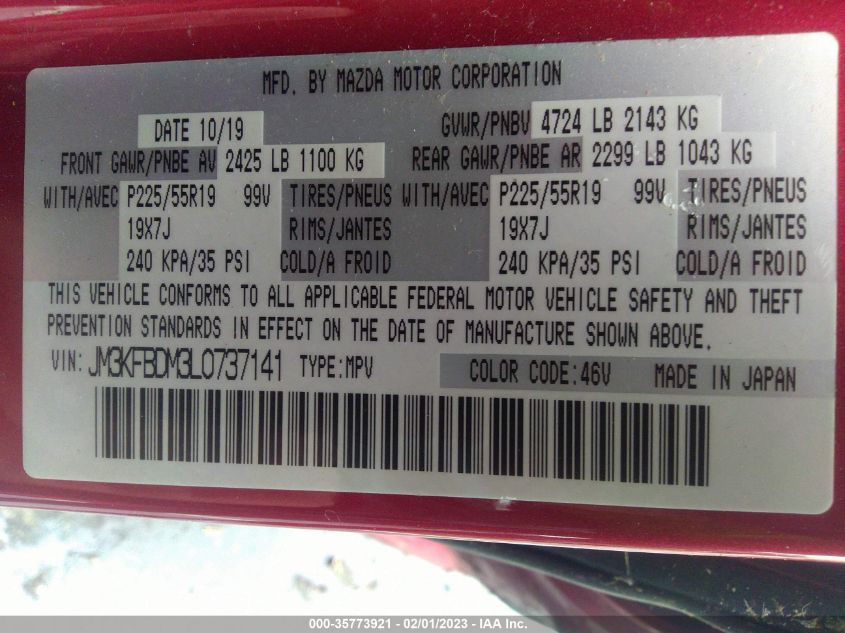 MFD. BY MAZDA MOTOR CORPORATION
DATE 10/19 GVWR/PNBV 4724 LB 2143 KG
FRONT GAWR/PNBE AV 2425 LB 1100 KG REAR GAWR/PNBE AR 2299 LB 1043 KG
WITH/AVEC P225/55R19 99V TIRES/PNEUS WITH/AVEC P225/55R19 99V TIRES/PNEUS
19X7J RIMS/JANTES 19X7J RIMS/JANTES
240 KPA/35 PSI COLD/A FROID 240 KPA/35 PSI COLD/A FROID
THIS VEHICLE CONFORMS TO ALL APPLICABLE FEDERAL MOTOR VEHICLE SAFETY AND THEFT
PREVENTION STANDARDS IN EFFECT ON THE DATE OF MANUFACTURE SHOWN ABOVE.
VIN: JM3KFBDM3L0737141 TYPE:MPV COLOR CODE:46V MADE IN JAPAN
000-35773921 - 02/01/2023 - IAA Inc.